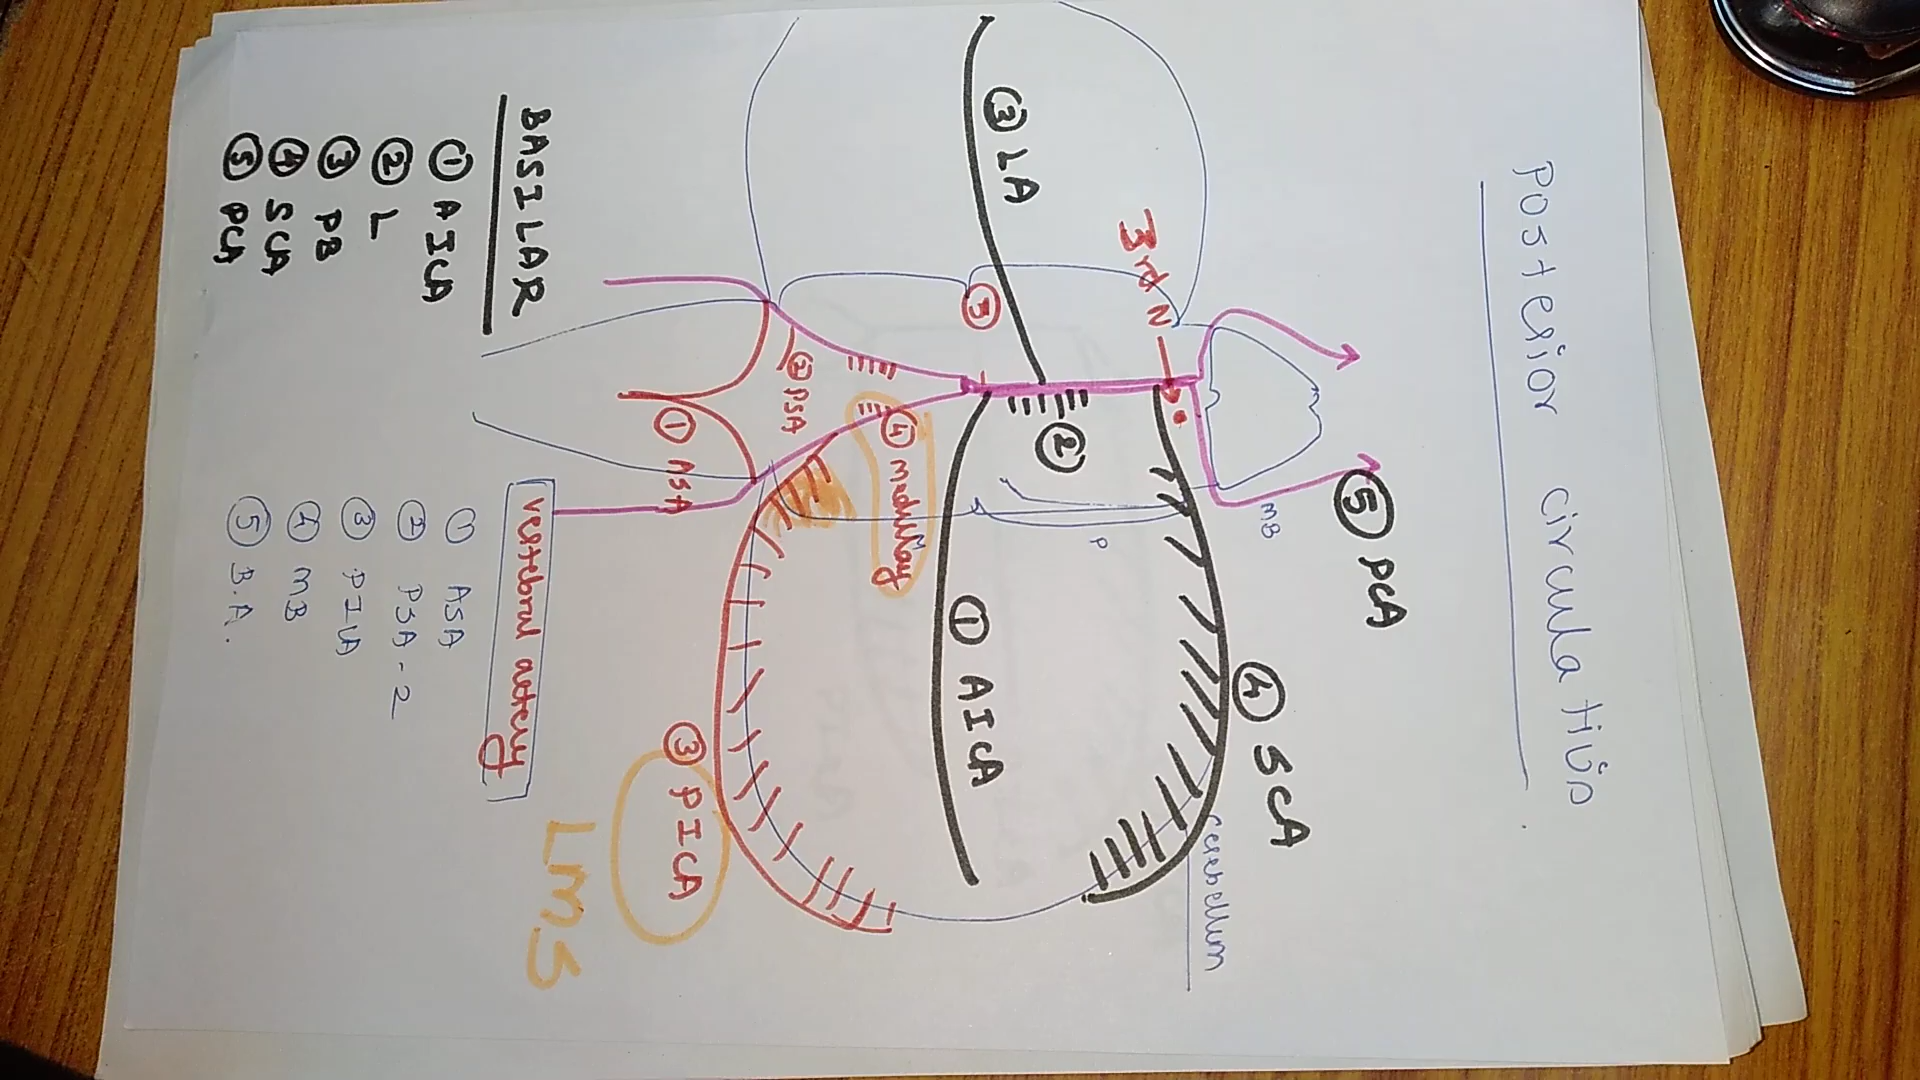 Posterior circulation
⑤ PCA
MB
④ SCA
cerebellum
3rd N
P
② 
③ LA
① AICA
③
④ medullary
M
② PSA
① ASA
③ PICA
LMS
BASILAR
① AICA
② L
③ PB
④ SCA
⑤ PCA
Vertebral artery
① ASA
② PSA-2
③ PICA
④ MB
⑤ B.A.